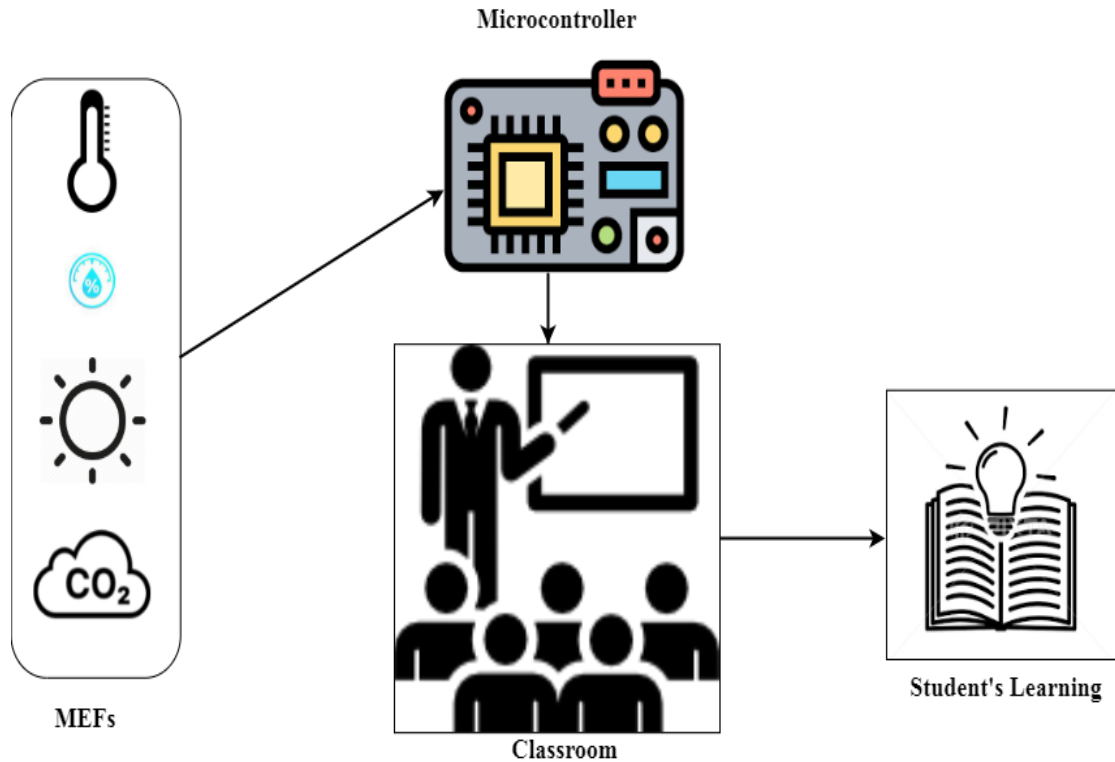 Microcontroller
%
CO₂
MEFs
Classroom
Student's Learning